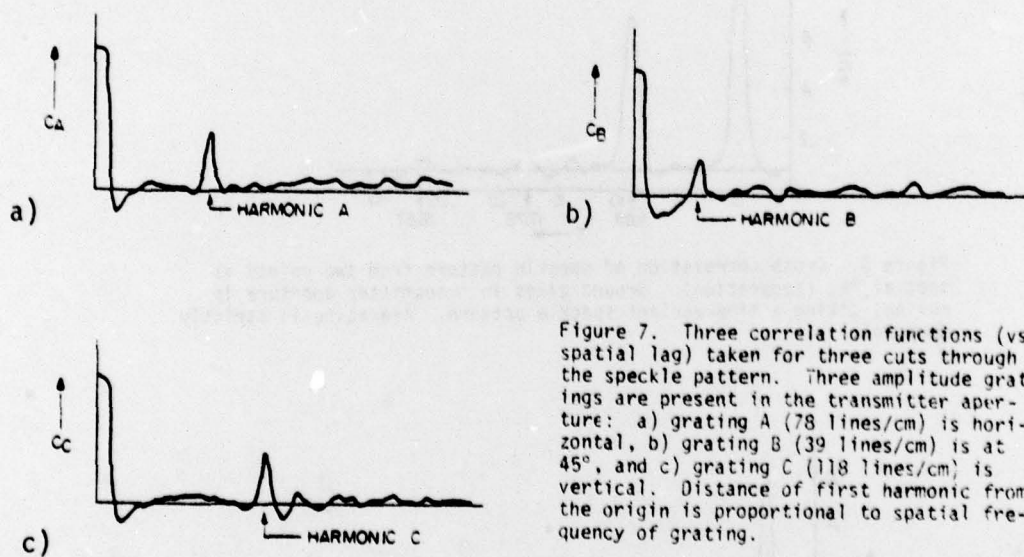 CA
a)
HARMONIC A
CB
b)
HARMONIC B
CC
c)
HARMONIC C
Figure 7. Three correlation functions (vs
spatial lag) taken for three cuts through
the speckle pattern. Three amplitude grat
ings are present in the transmitter aper-
ture: a) grating A (78 lines/cm) is hori-
zontal, b) grating B (39 lines/cm) is at
45°, and c) grating C (118 lines/cm) is
vertical. Distance of first harmonic from
the origin is proportional to spatial fre-
quency of grating.